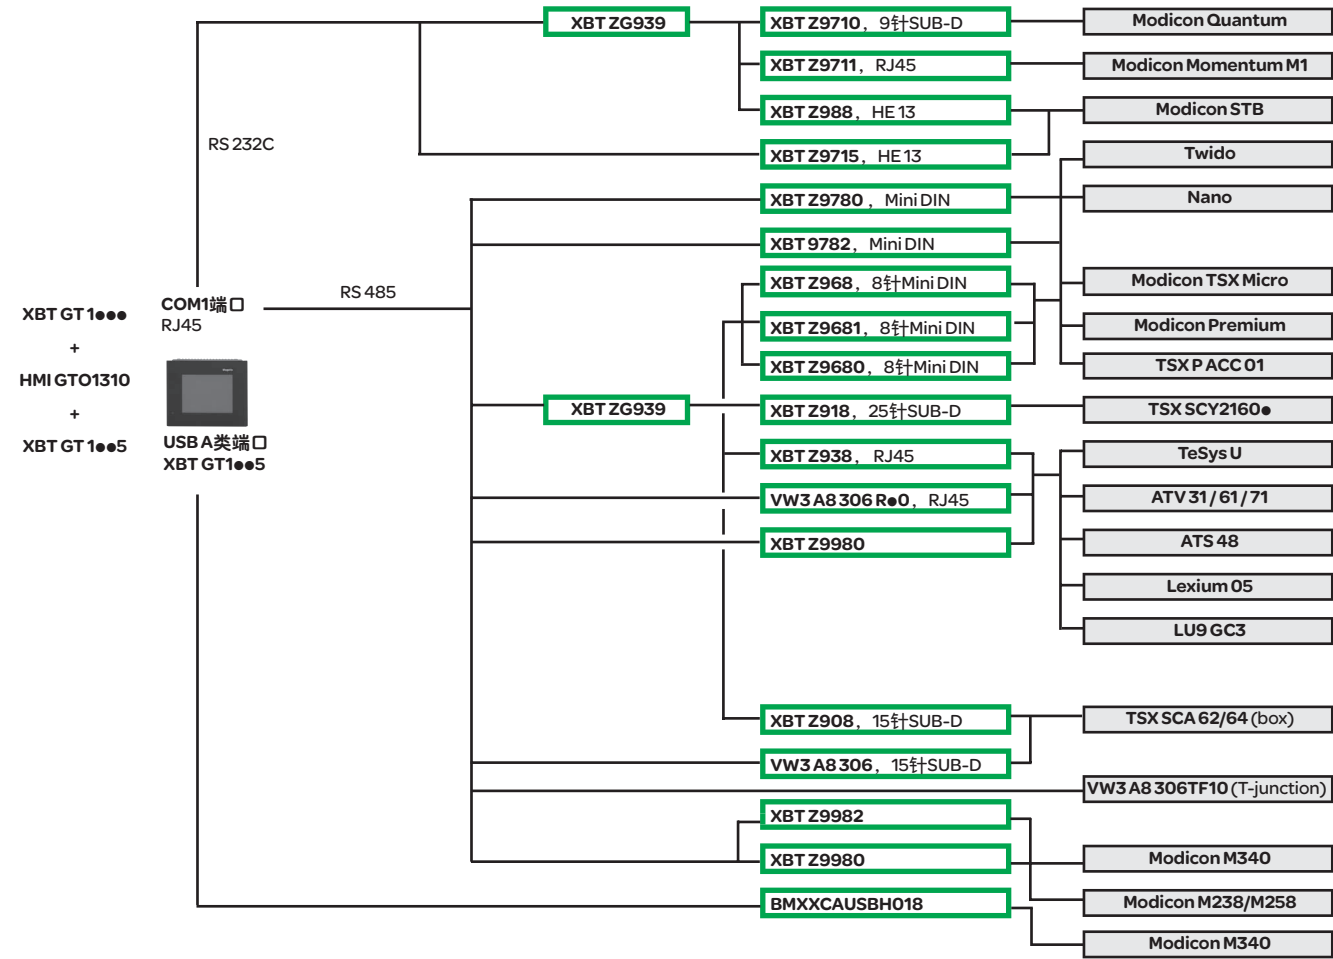 XBT ZG939
XBT Z9710，9针SUB-D
Modicon Quantum
XBT Z9711，RJ45
Modicon Momentum M1
XBT Z988，HE 13
Modicon STB
RS 232C
XBT Z9715，HE 13
Twido
XBT Z9780，Mini DIN
Nano
XBT 9782，Mini DIN
XBT Z968，8针Mini DIN
Modicon TSX Micro
RS 485
COM1端口
RJ45
XBT GT 1●●●
+
HMI GTO1310
+
XBT GT 1●●5
XBT Z9681，8针Mini DIN
Modicon Premium
XBT Z9680，8针Mini DIN
TSX P ACC 01
XBT ZG939
XBT Z918，25针SUB-D
TSX SCY2160●
USB A类端口
XBT GT1●●5
XBT Z938，RJ45
TeSys U
VW3 A8 306 R●0，RJ45
ATV 31 / 61 / 71
XBT Z9980
ATS 48
Lexium 05
LU9 GC3
XBT Z908，15针SUB-D
TSX SCA 62/64 (box)
VW3 A8 306，15针SUB-D
VW3 A8 306TF10 (T-junction)
XBT Z9982
XBT Z9980
Modicon M340
BMXXCAUSBH018
Modicon M238/M258
Modicon M340